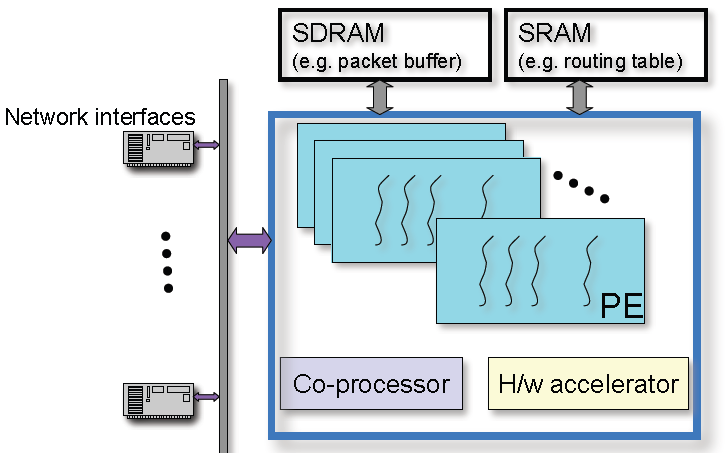 SDRAM
(e.g. packet buffer)
SRAM
(e.g. routing table)
Network interfaces
PE
Co-processor
H/w accelerator